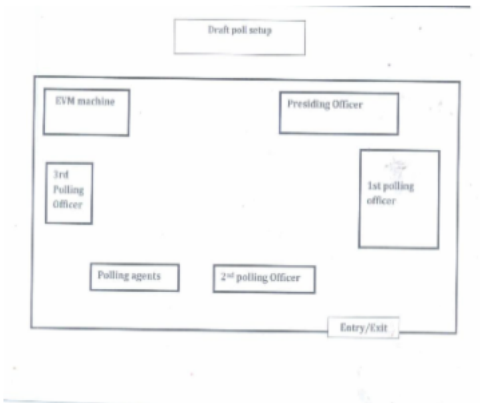 Draft poll setup
EVM machine
Presiding Officer
3rd
Polling
Officer
1st polling
officer
Polling agents
2ⁿᵈ polling Officer
Entry/Exit